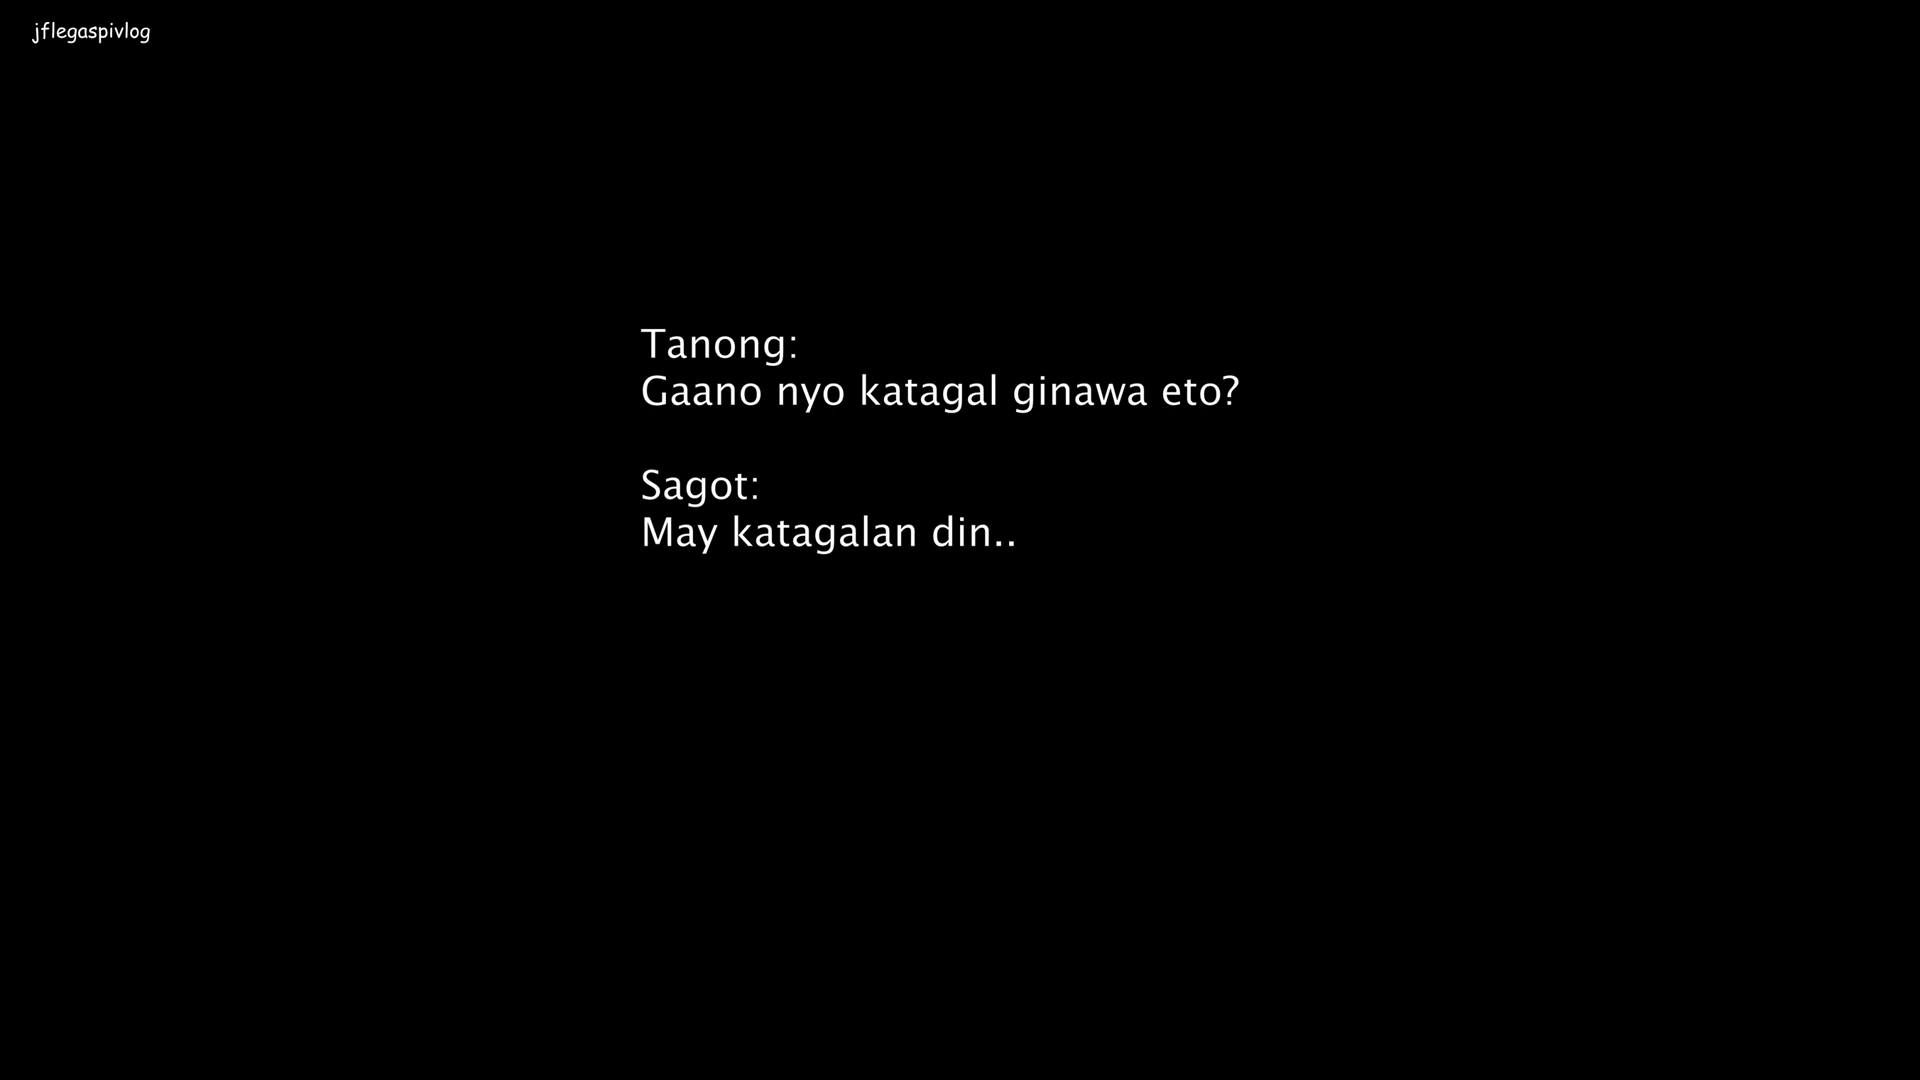 jflegaspivlog
Tanong:
Gaano nyo katagal ginawa eto?
Sagot:
May katagalan din..